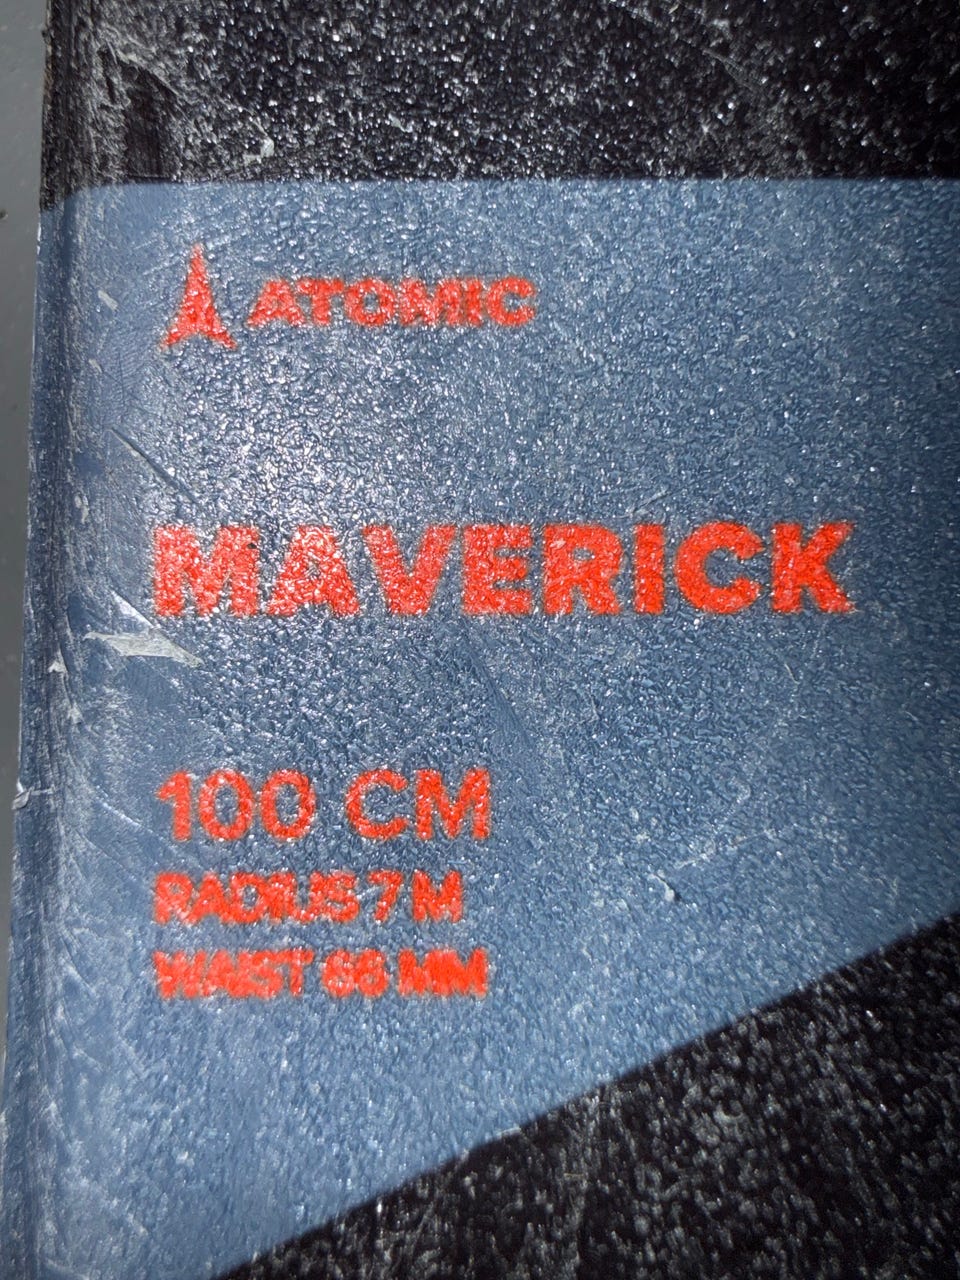 ATOMIC
MAVERICK
100 CM
RADIUS 7 M
WAIST 66 MM